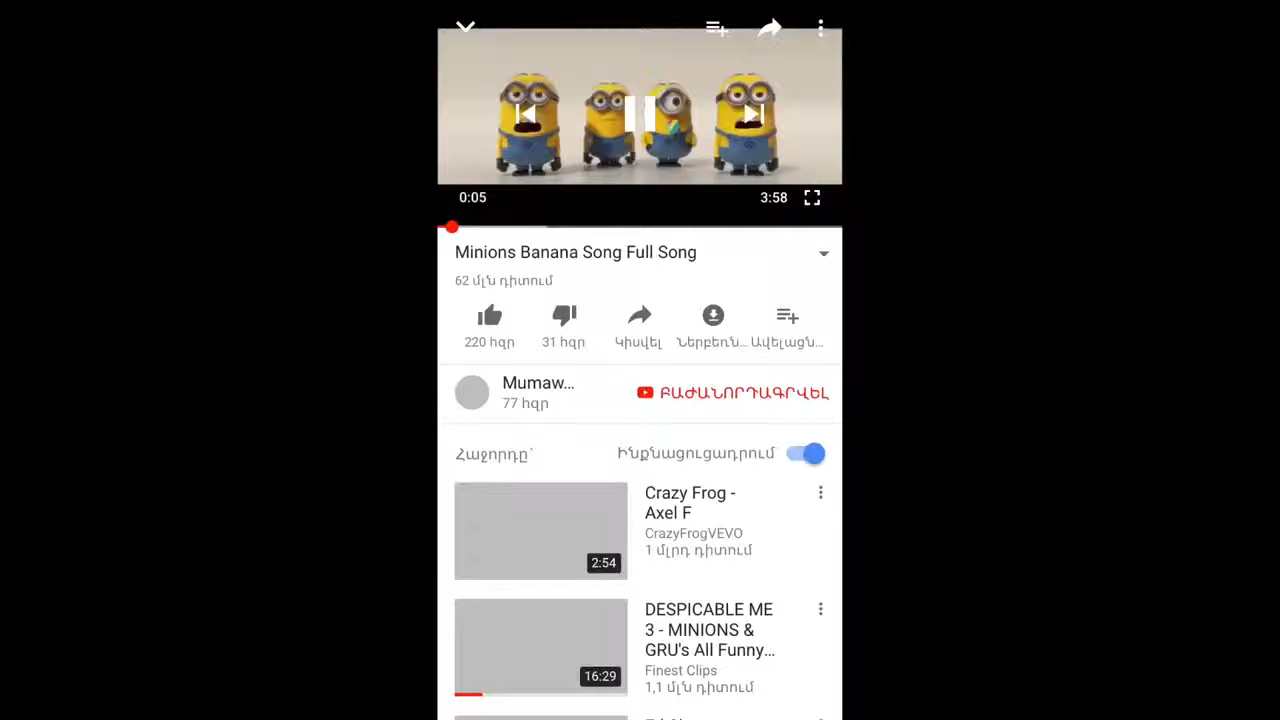 0:05
3:58
Minions Banana Song Full Song
62 մլն դիտում
220 հզր
31 հզր
Կիսվել
Ներբեռն...
Ավելացն...
Mumaw...
77 հզր
ԲԱԺԱՆՈՐԴԱԳՐՎԵԼ
Հաջորդը՝
Ինքնացուցադրում
Crazy Frog -
Axel F
CrazyFrogVEVO
1 մլրդ դիտում
2:54
DESPICABLE ME
3 - MINIONS &
GRU's All Funny...
Finest Clips
1,1 մլն դիտում
16:29